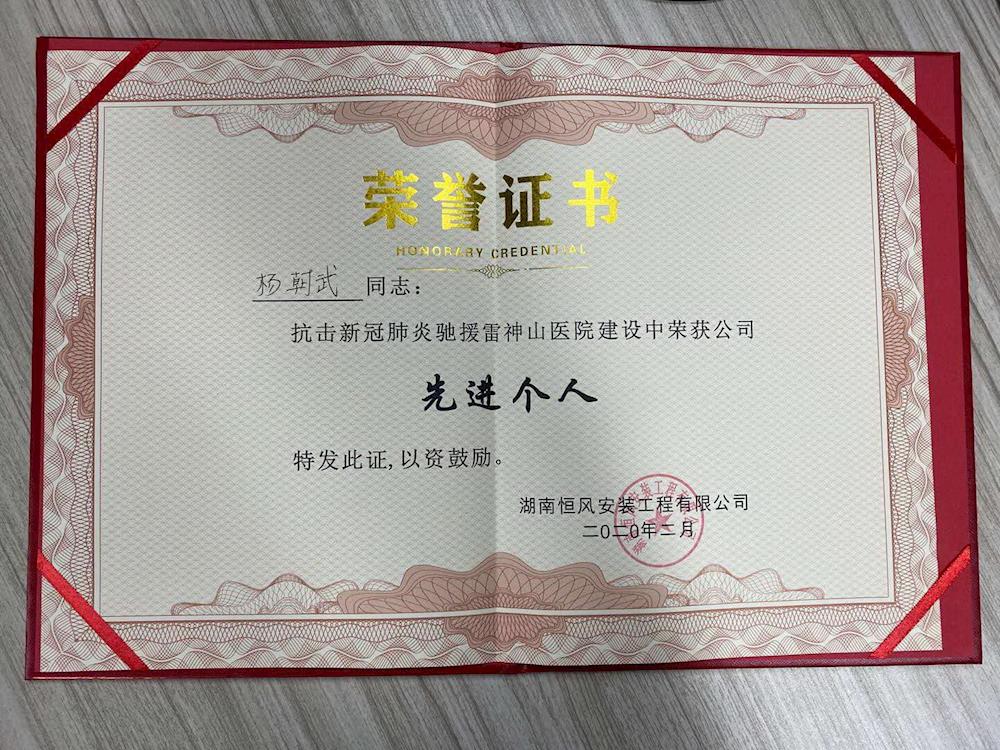 荣誉证书
HONORARY CREDENTIAL
杨朝武 同志：
抗击新冠肺炎驰援雷神山医院建设中荣获公司
先进个人
特发此证,以资鼓励。
湖南恒风安装工程有限公司
二〇二〇年二月